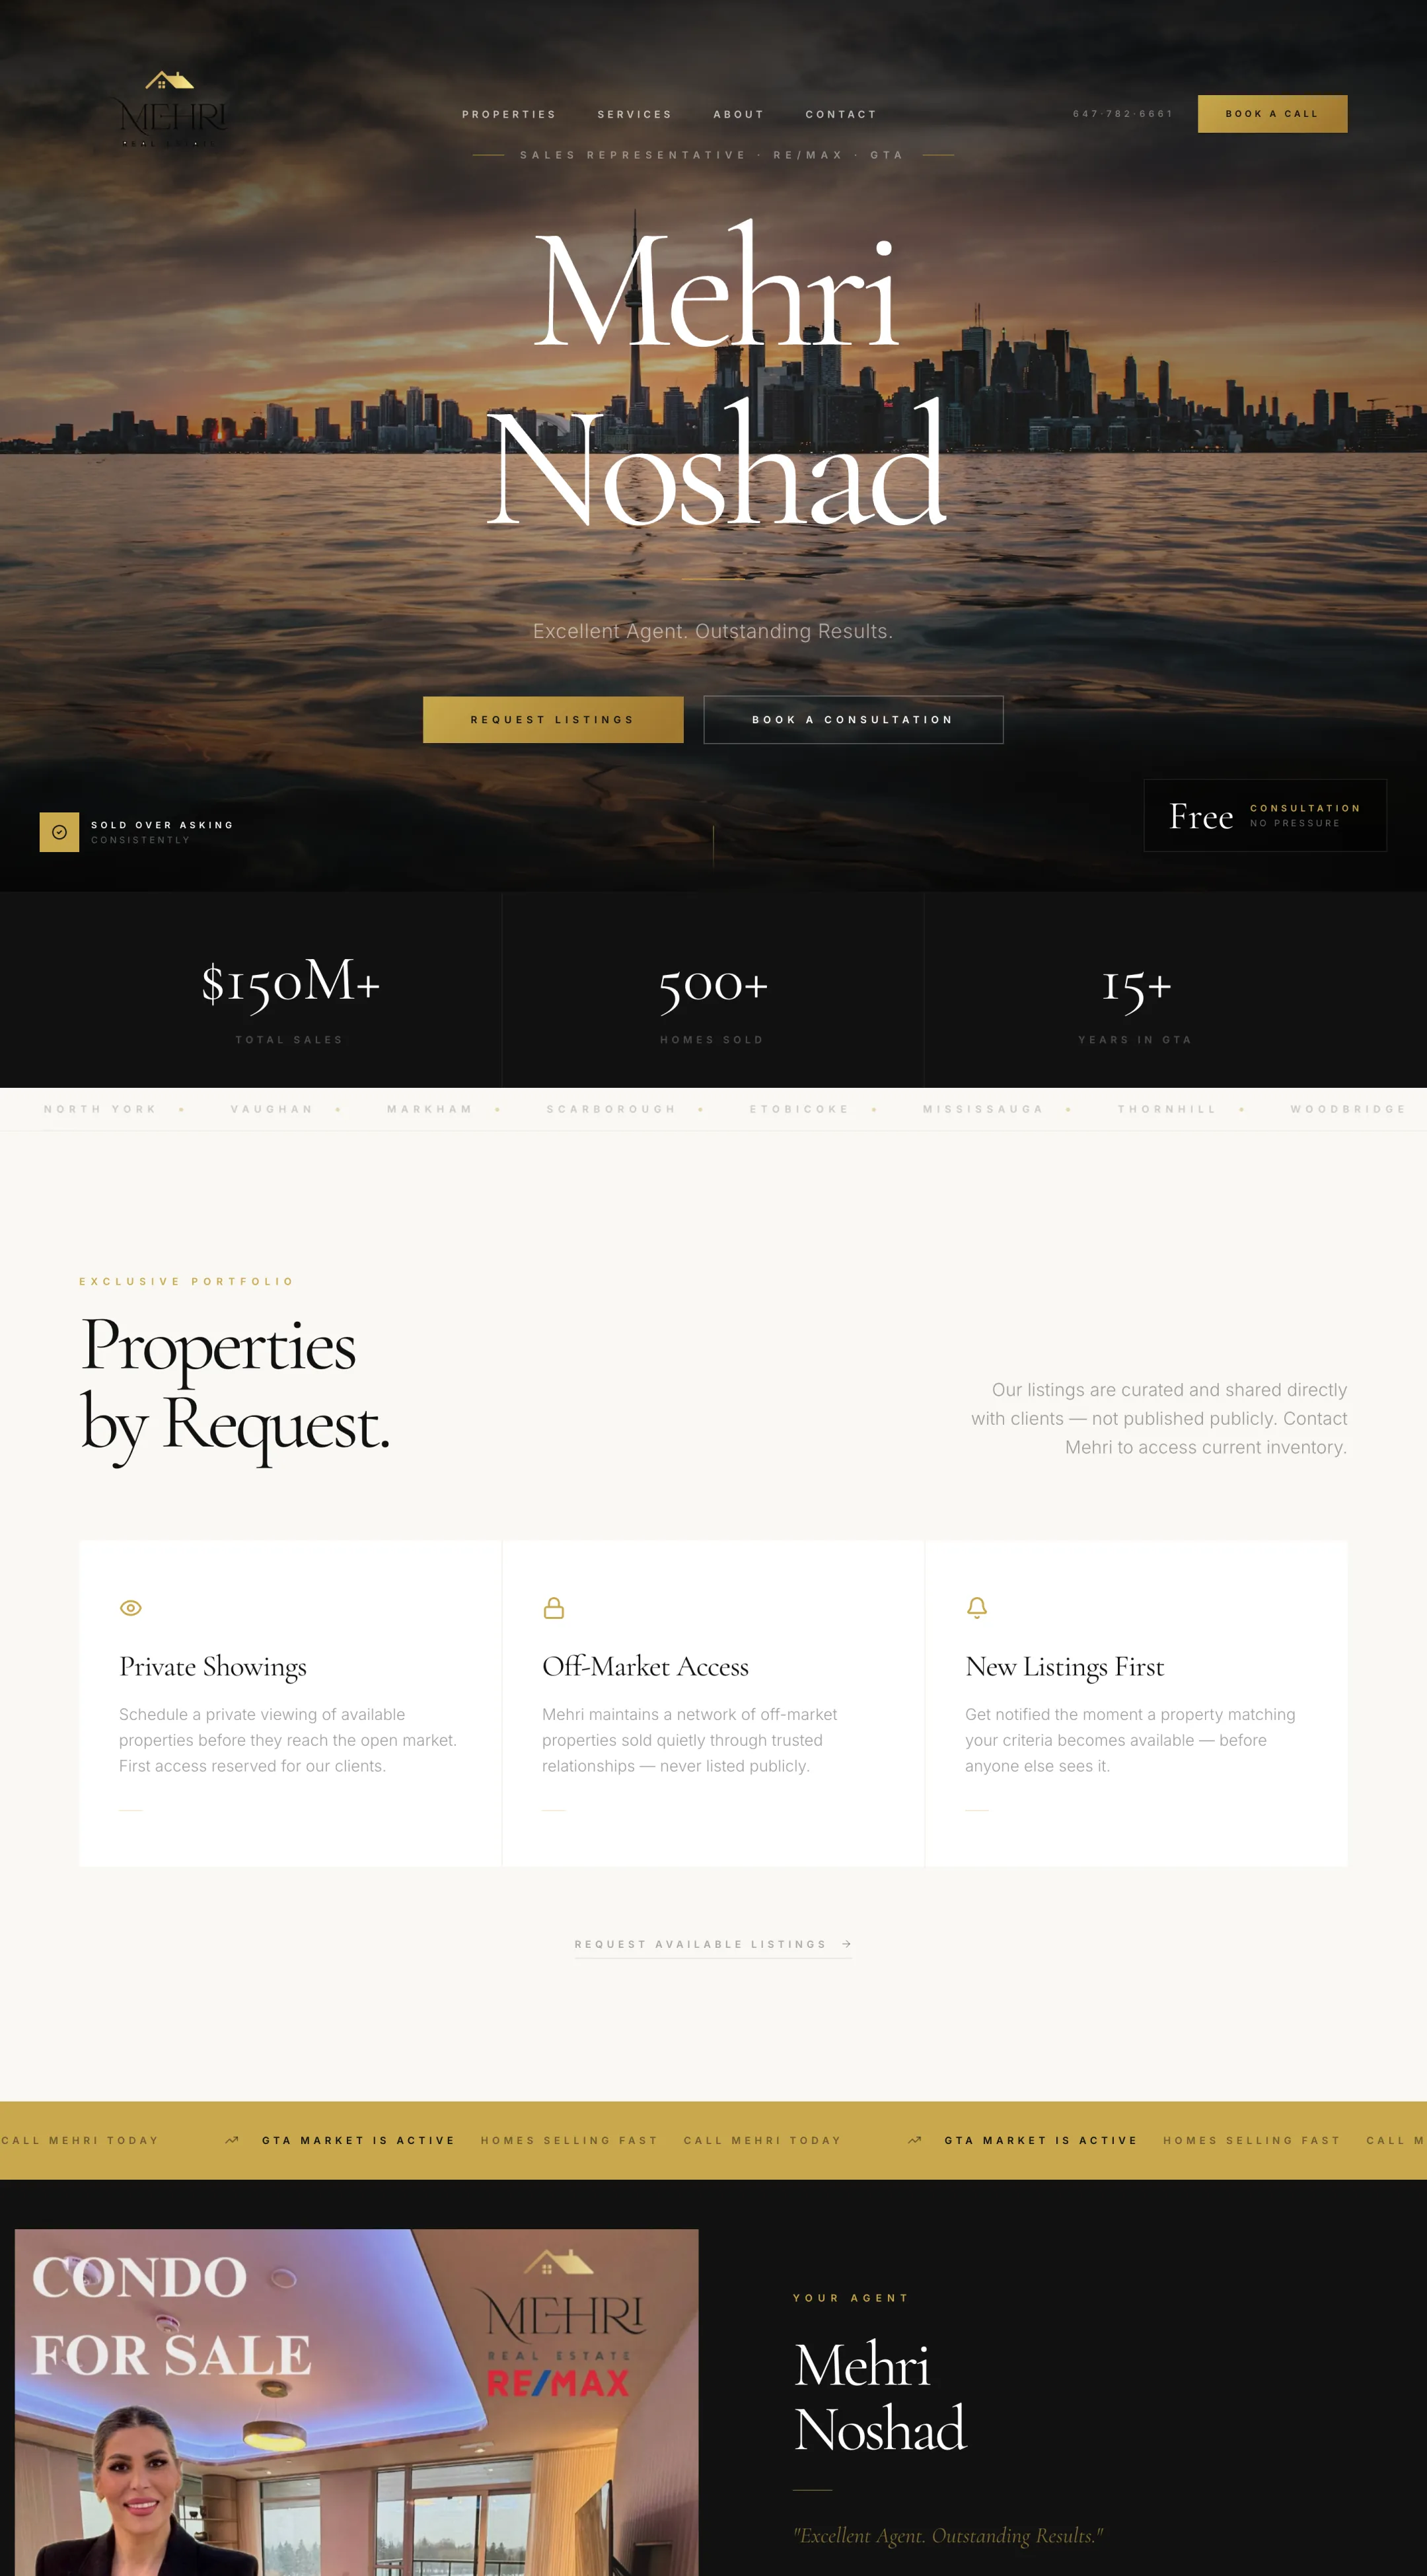 MEHRI
PROPERTIES SERVICES ABOUT CONTACT
647·782·6661
BOOK A CALL
SALES REPRESENTATIVE · RE/MAX · GTA
Mehri
Noshad
Excellent Agent. Outstanding Results.
REQUEST LISTINGS
BOOK A CONSULTATION
SOLD OVER ASKING
CONSISTENTLY
Free
CONSULTATION
NO PRESSURE
$150M+
TOTAL SALES
500+
HOMES SOLD
15+
YEARS IN GTA
NORTH YORK • VAUGHAN • MARKHAM • SCARBOROUGH • ETOBICOKE • MISSISSAUGA • THORNHILL • WOODBRIDGE
EXCLUSIVE PORTFOLIO
Properties
by Request.
Our listings are curated and shared directly
with clients — not published publicly. Contact
Mehri to access current inventory.
Private Showings
Schedule a private viewing of available
properties before they reach the open market.
First access reserved for our clients.
Off-Market Access
Mehri maintains a network of off-market
properties sold quietly through trusted
relationships — never listed publicly.
New Listings First
Get notified the moment a property matching
your criteria becomes available — before
anyone else sees it.
REQUEST AVAILABLE LISTINGS →
CALL MEHRI TODAY GTA MARKET IS ACTIVE HOMES SELLING FAST CALL MEHRI TODAY GTA MARKET IS ACTIVE HOMES SELLING FAST CALL M
CONDO
FOR SALE
MEHRI
REAL ESTATE
RE/MAX
YOUR AGENT
Mehri
Noshad
"Excellent Agent. Outstanding Results."